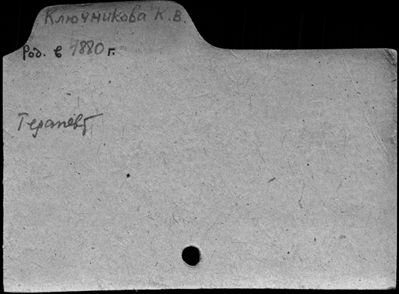 Ключникова К.В.
Род. в 1880 г.
Терапевт